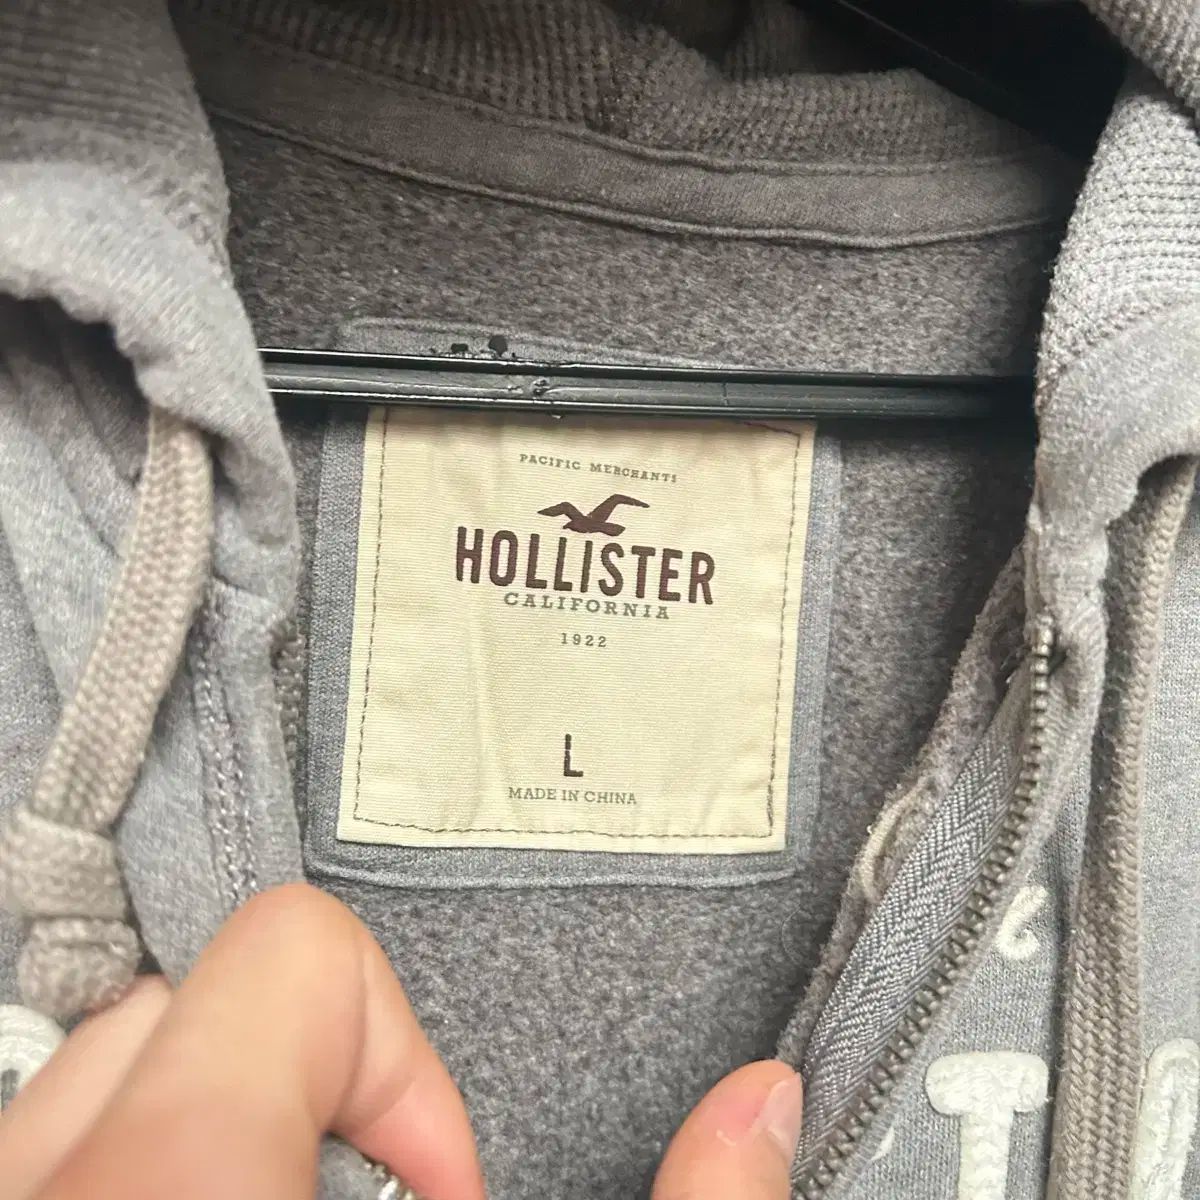 PACIFIC MERCHANTS
HOLLISTER
CALIFORNIA
1922
L
MADE IN CHINA